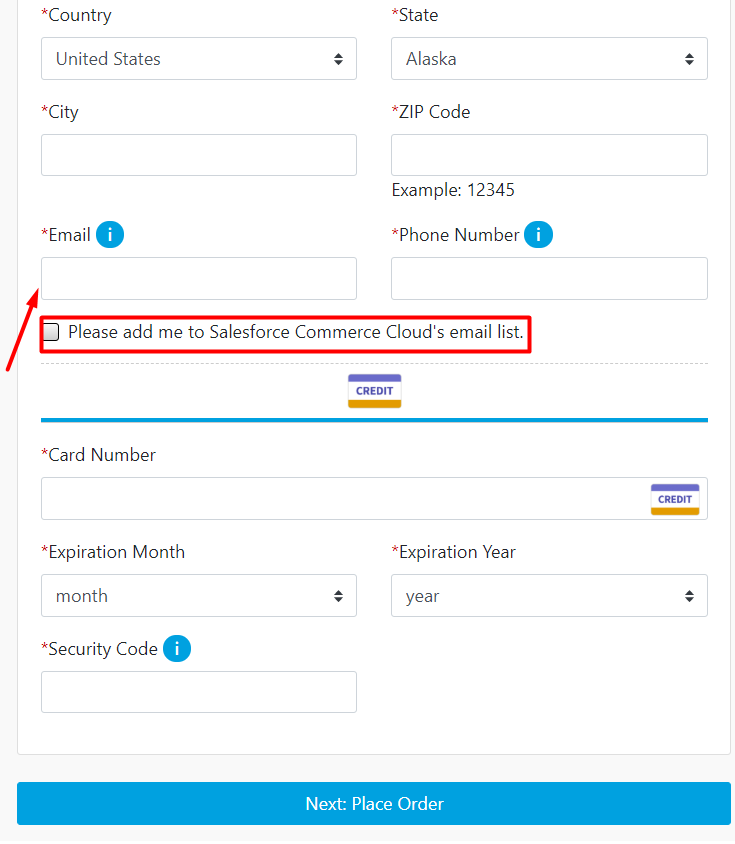 *Country *State
United States Alaska
*City *ZIP Code
Example: 12345
*Email i *Phone Number i
Please add me to Salesforce Commerce Cloud's email list.
CREDIT
*Card Number
CREDIT
*Expiration Month *Expiration Year
month year
*Security Code i
Next: Place Order